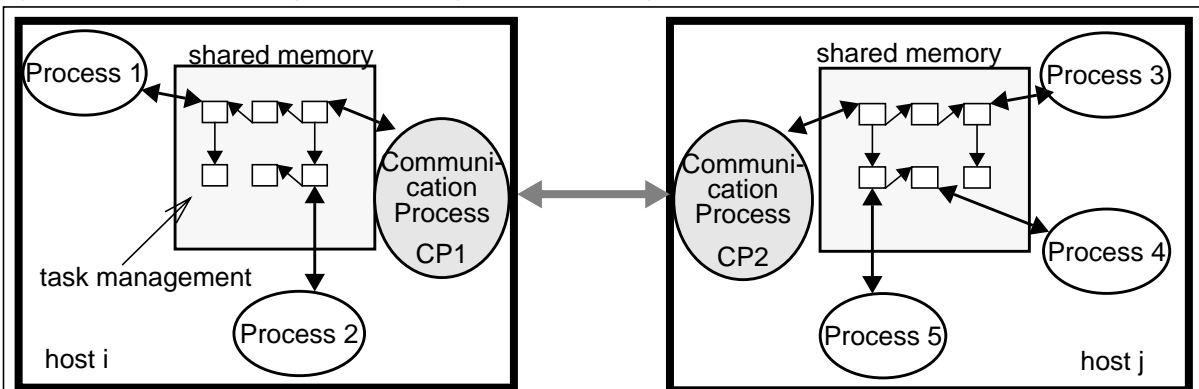 shared memory
Process 1
Communi-
cation
Process
CP1
task management
Process 2
host i
shared memory
Process 3
Communi-
cation
Process
CP2
Process 4
Process 5
host j